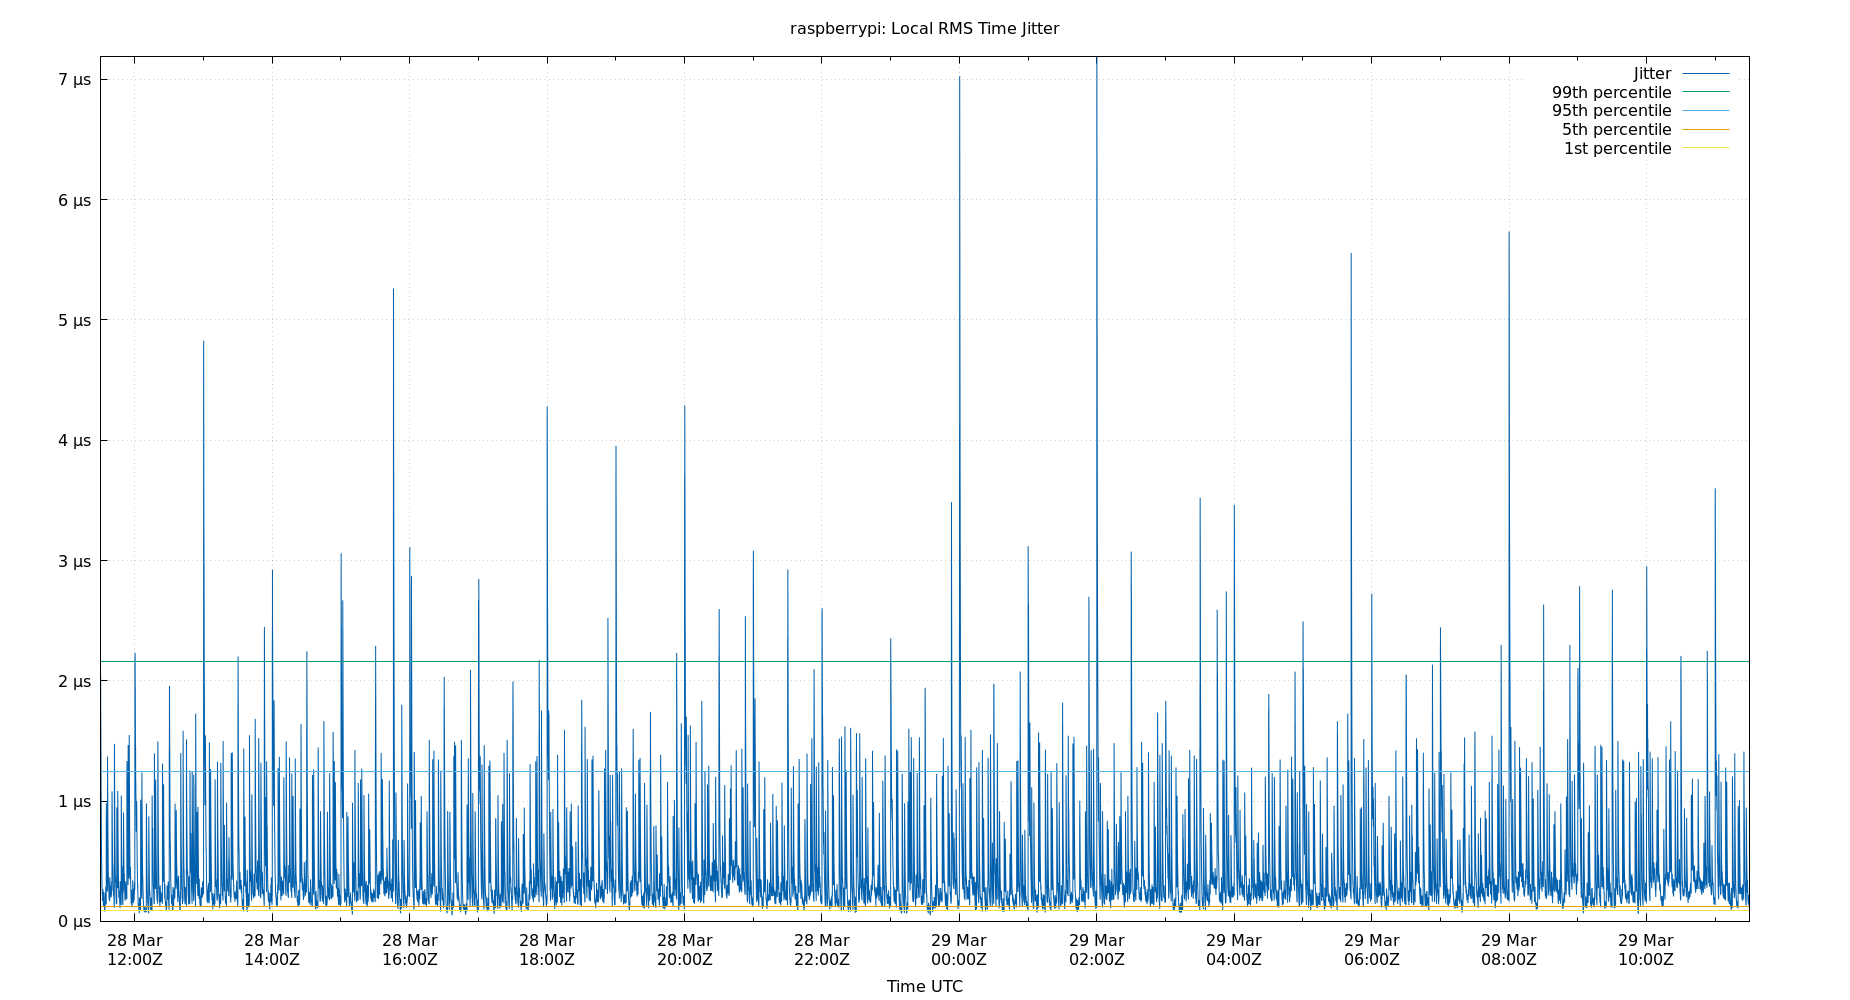 raspberrypi: Local RMS Time Jitter
7 µs
6 µs
5 µs
4 µs
3 µs
2 µs
1 µs
0 µs
Jitter
99th percentile
95th percentile
5th percentile
1st percentile
28 Mar
12:00Z
28 Mar
14:00Z
28 Mar
16:00Z
28 Mar
18:00Z
28 Mar
20:00Z
28 Mar
22:00Z
29 Mar
00:00Z
29 Mar
02:00Z
29 Mar
04:00Z
29 Mar
06:00Z
29 Mar
08:00Z
29 Mar
10:00Z
Time UTC